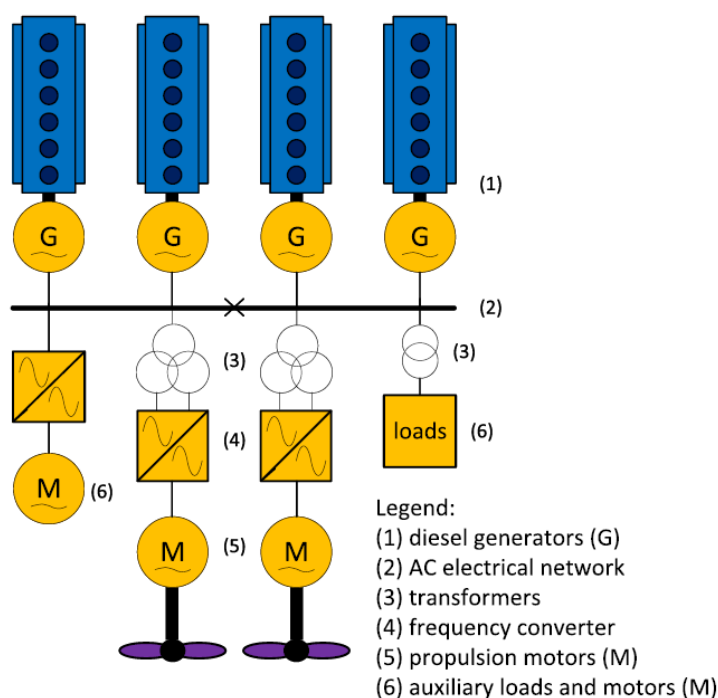 (1)
G G G G
(2)
(3) (3)
(4) loads (6)
M (6)
Legend:
(1) diesel generators (G)
M M (5)
(2) AC electrical network
(3) transformers
(4) frequency converter
(5) propulsion motors (M)
(6) auxiliary loads and motors (M)